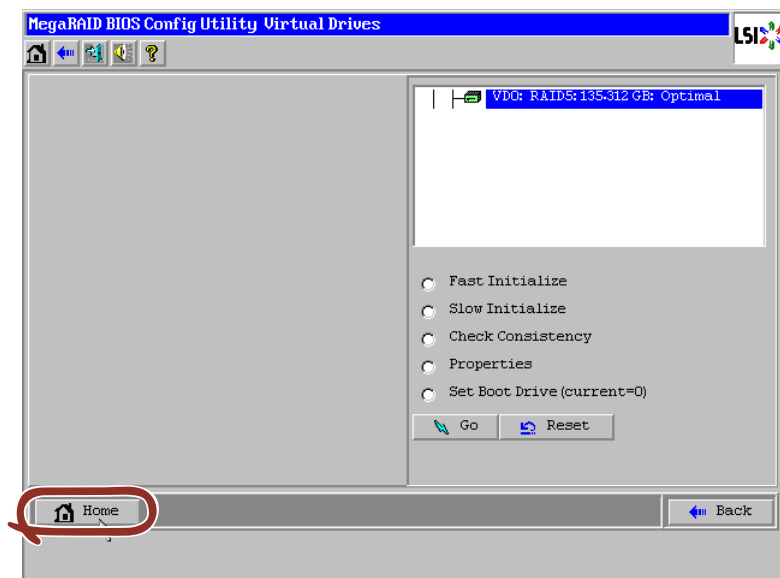 MegaRAID BIOS Config Utility Virtual Drives
LSI
VD0: RAID5: 135.312 GB: Optimal
Fast Initialize
Slow Initialize
Check Consistency
Properties
Set Boot Drive (current=0)
Go
Reset
Home
Back